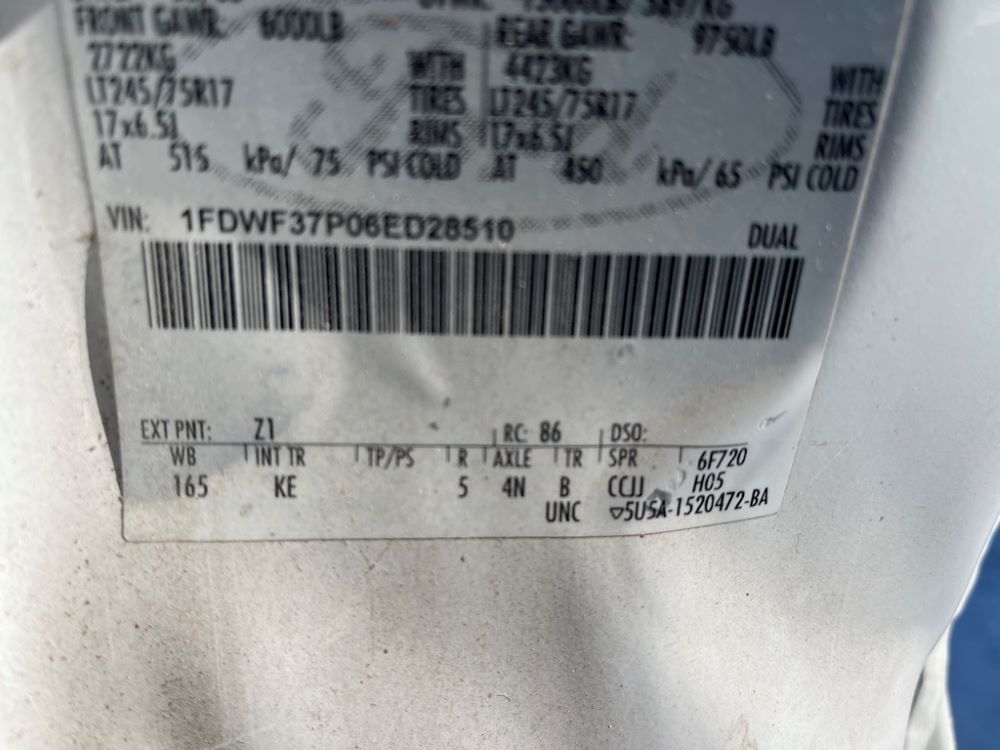 FRONT GAWR: 6000LB REAR GAWR: 9750LB
2722KG WITH 4423KG WITH
LT245/75R17 TIRES LT245/75R17 TIRES
17x6.5J RIMS 17x6.5J RIMS
AT 515 kPa/ 75 PSI COLD AT 450 kPa/ 65 PSI COLD
VIN: 1FDWF37P06ED28510
DUAL
EXT PNT: Z1 RC: 86 DSO:
WB INT TR TP/PS R AXLE TR SPR 6F720
165 KE 5 4N B CCJJ H05
UNC ▽5U5A-1520472-BA